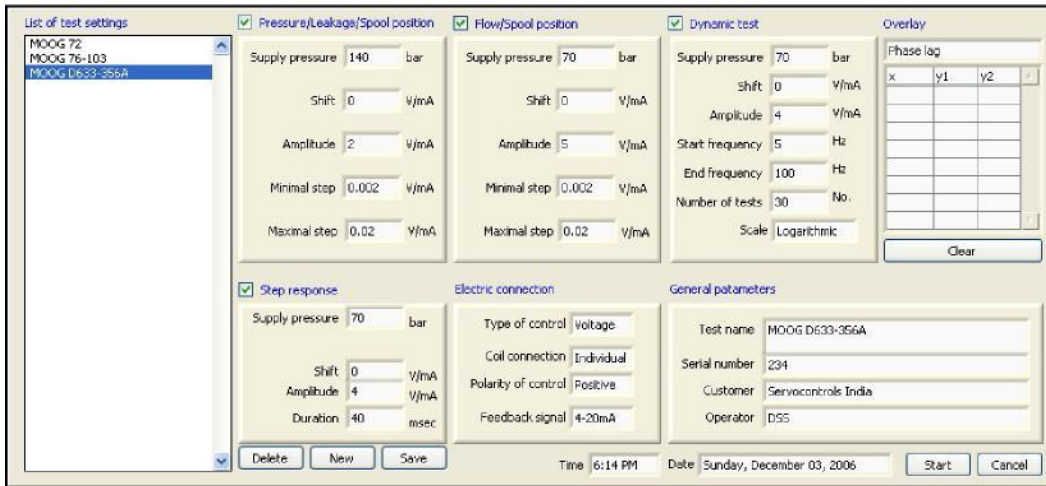 List of test settings
MOOG 72
MOOG 76-103
MOOG D633-356A
Pressure/Leakage/Spool position
Supply pressure 140 bar
Shift 0 V/mA
Amplitude 2 V/mA
Minimal step 0.002 V/mA
Maximal step 0.02 V/mA
Flow/Spool position
Supply pressure 70 bar
Shift 0 V/mA
Amplitude 5 V/mA
Minimal step 0.002 V/mA
Maximal step 0.02 V/mA
Dynamic test
Supply pressure 70 bar
Shift 0 V/mA
Amplitude 4 V/mA
Start frequency 5 Hz
End frequency 100 Hz
Number of tests 30 No.
Scale Logarithmic
Overlay
Phase lag
x y1 y2
Clear
Step response
Supply pressure 70 bar
Shift 0 V/mA
Amplitude 4 V/mA
Duration 40 msec
Electric connection
Type of control Voltage
Coil connection Individual
Polarity of control Positive
Feedback signal 4-20mA
General patameters
Test name MOOG D633-356A
Serial number 234
Customer Servocontrols India
Operator DSS
Delete New Save
Time 6:14 PM Date Sunday, December 03, 2006 Start Cancel